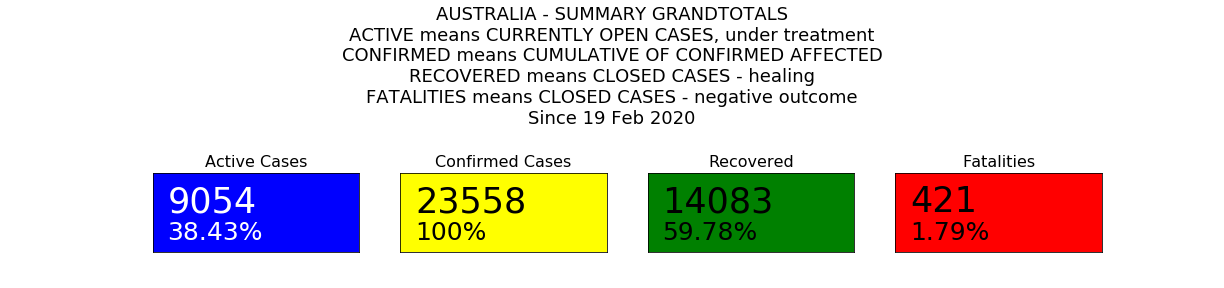 AUSTRALIA - SUMMARY GRANDTOTALS
ACTIVE means CURRENTLY OPEN CASES, under treatment
CONFIRMED means CUMULATIVE OF CONFIRMED AFFECTED
RECOVERED means CLOSED CASES - healing
FATALITIES means CLOSED CASES - negative outcome
Since 19 Feb 2020
Active Cases
9054
38.43%
Confirmed Cases
23558
100%
Recovered
14083
59.78%
Fatalities
421
1.79%